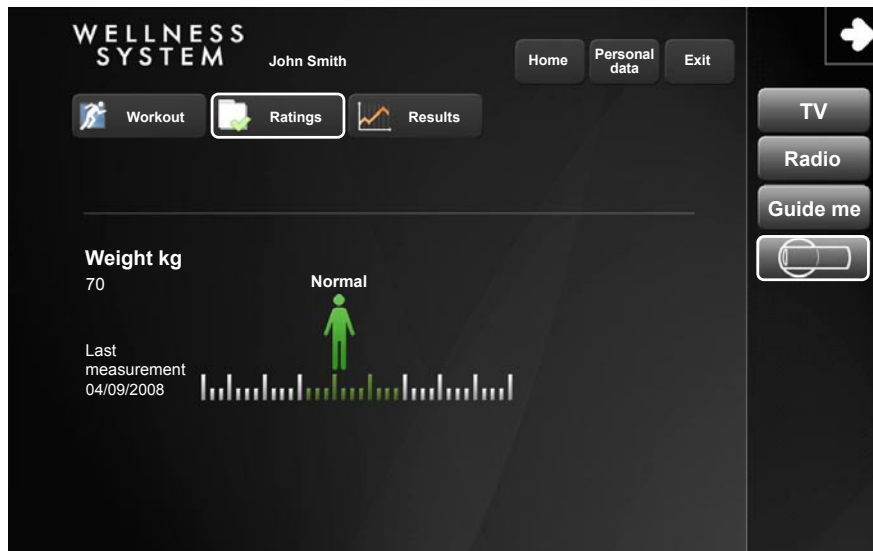 WELLNESS
SYSTEM
John Smith
Home
Personal
data
Exit
Workout
Ratings
Results
TV
Radio
Guide me
Weight kg
70
Normal
Last
measurement
04/09/2008